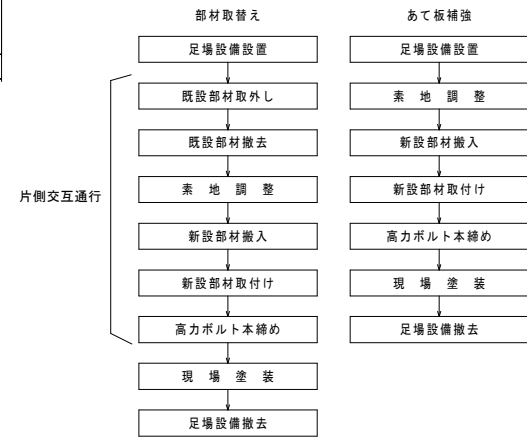 部材取替え
足場設備設置
既設部材取外し
既設部材撤去
素地調整
新設部材搬入
新設部材取付け
高力ボルト本締め
現場塗装
足場設備撤去
片側交互通行
あて板補強
足場設備設置
素地調整
新設部材搬入
新設部材取付け
高力ボルト本締め
現場塗装
足場設備撤去